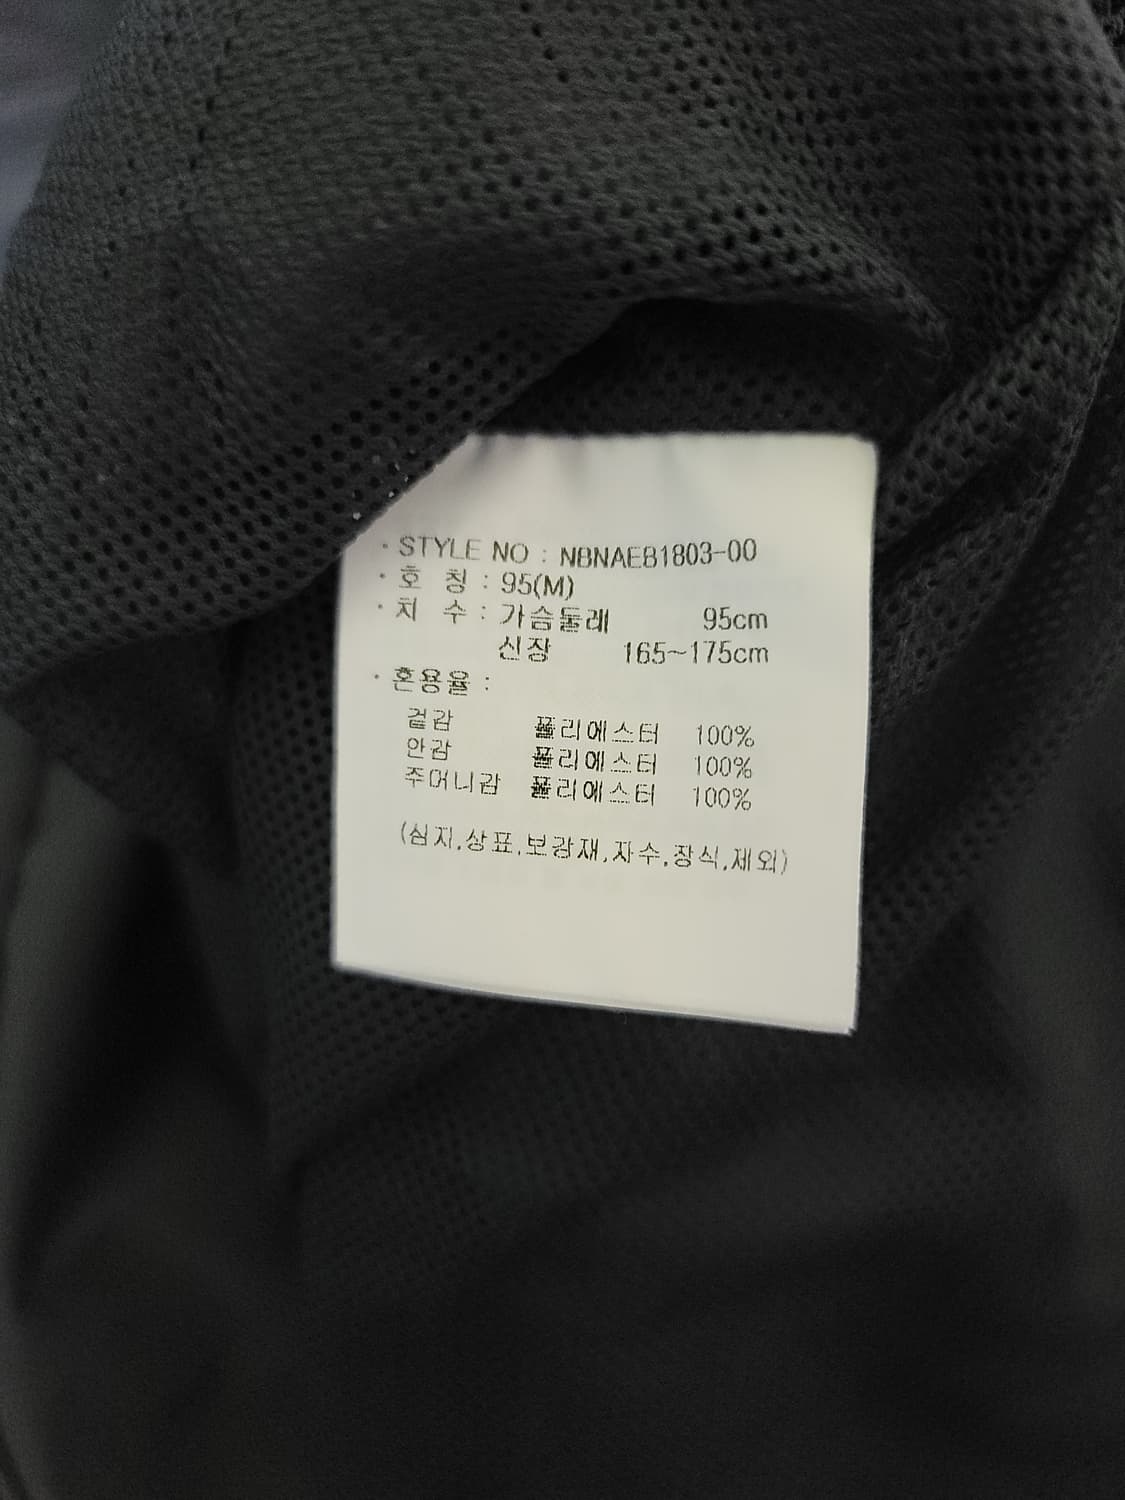 · STYLE NO : NBNAEB1803-00
· 호 칭 : 95(M)
· 치 수 : 가슴둘레 95cm
신장 165~175cm
· 혼용율 :
겉감 폴리에스터 100%
안감 폴리에스터 100%
주머니감 폴리에스터 100%
(심지,상표,보강재,자수,장식,제외)